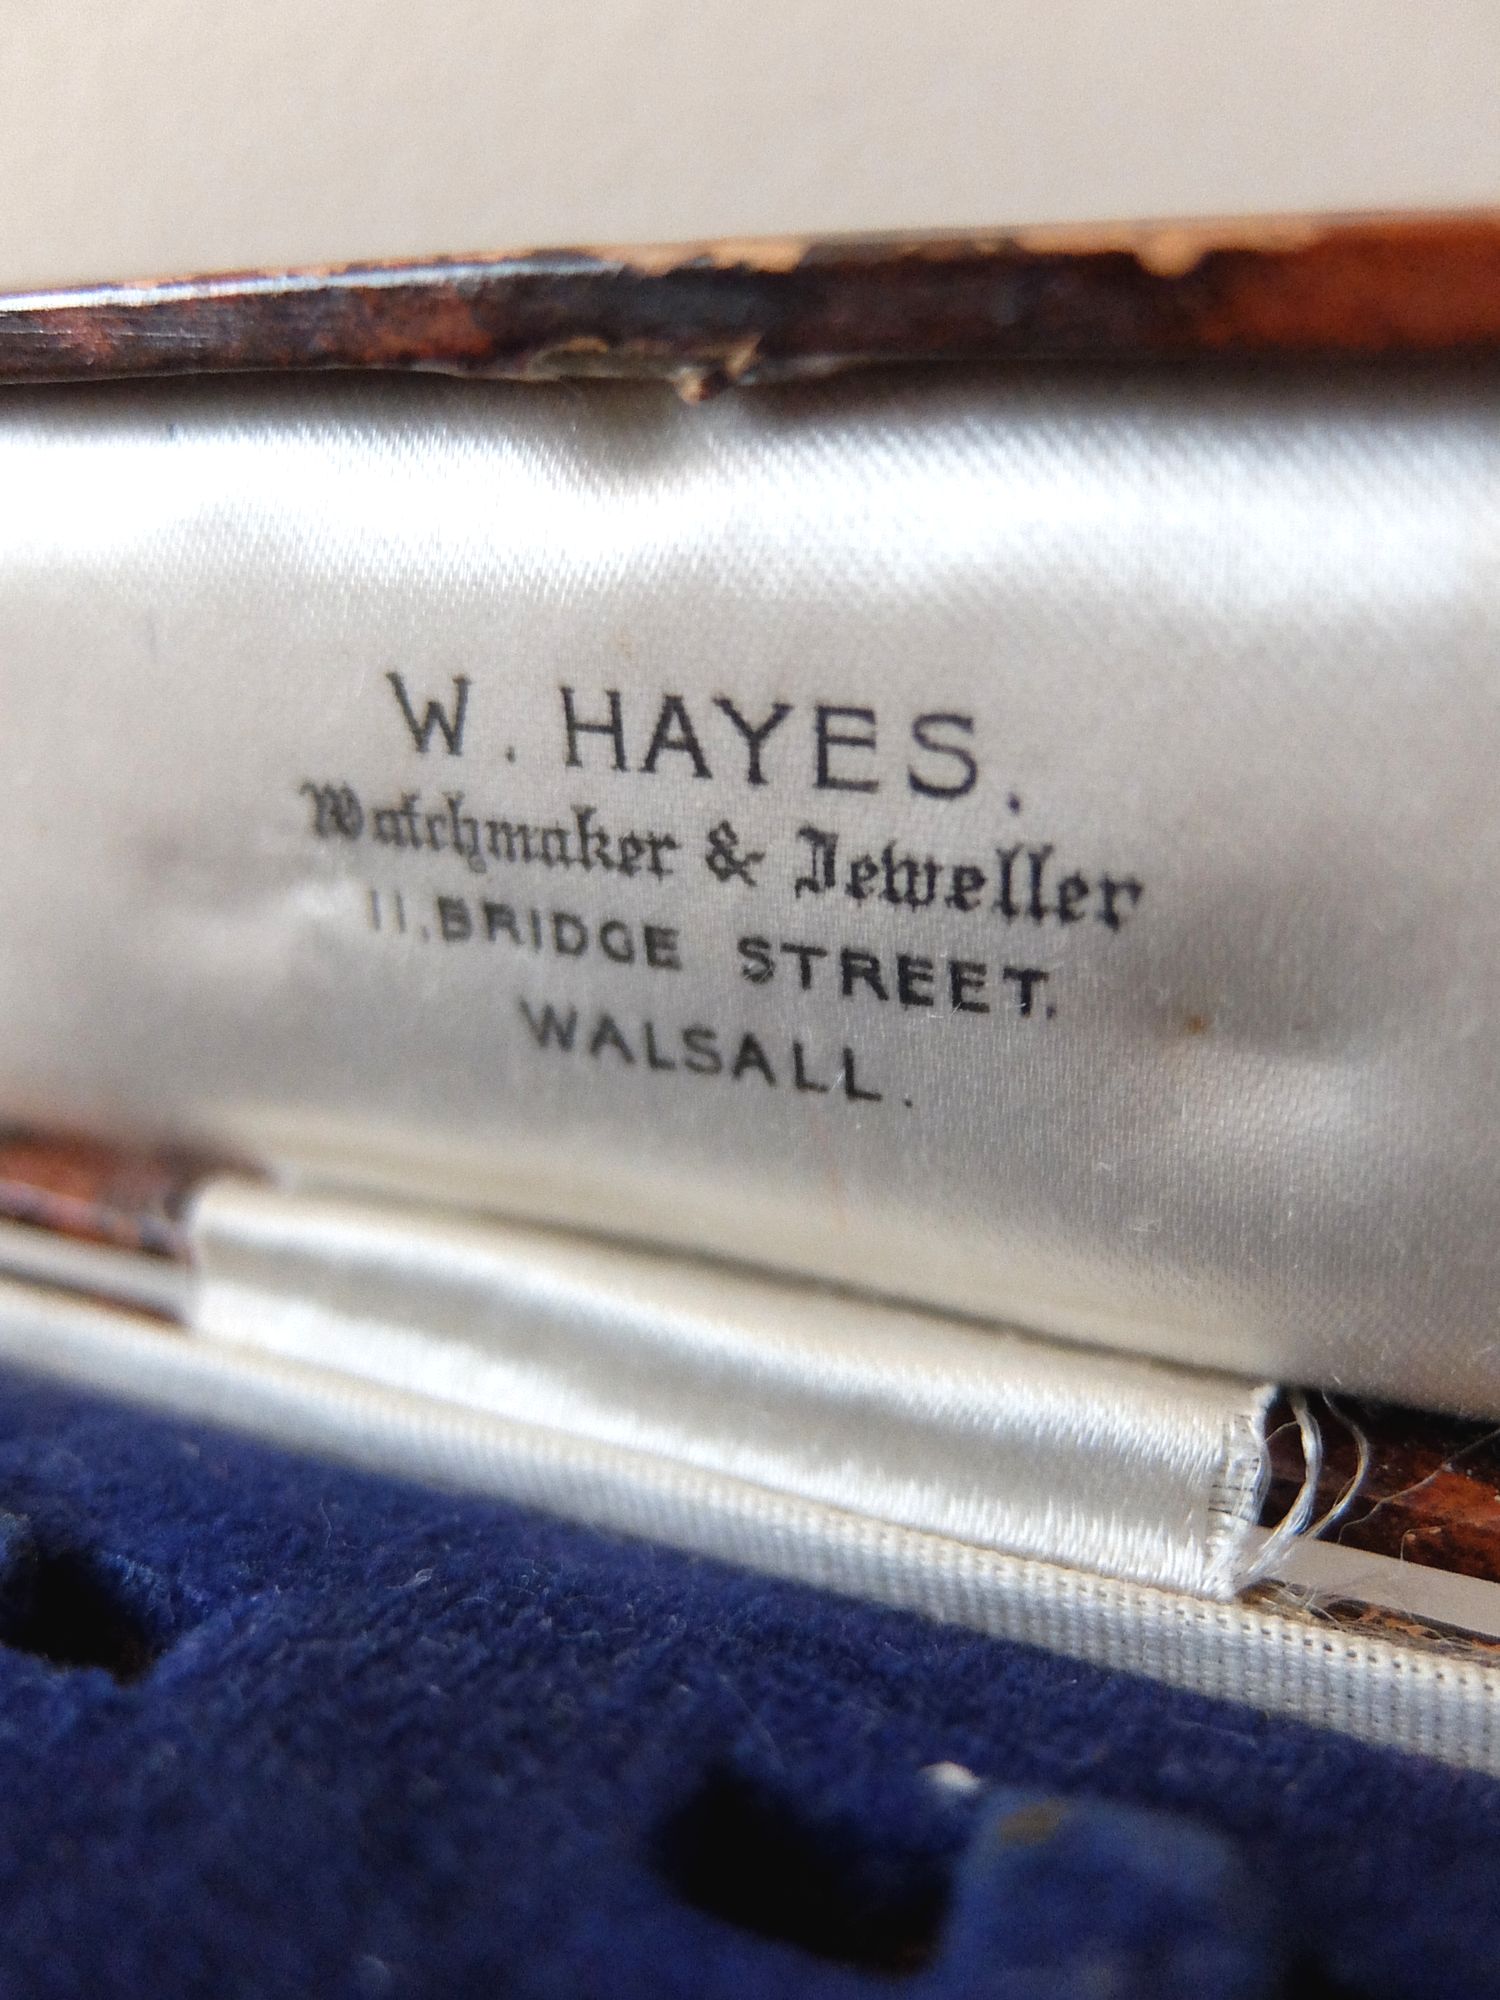 W. HAYES.
Watchmaker & Jeweller
11, BRIDGE STREET.
WALSALL.